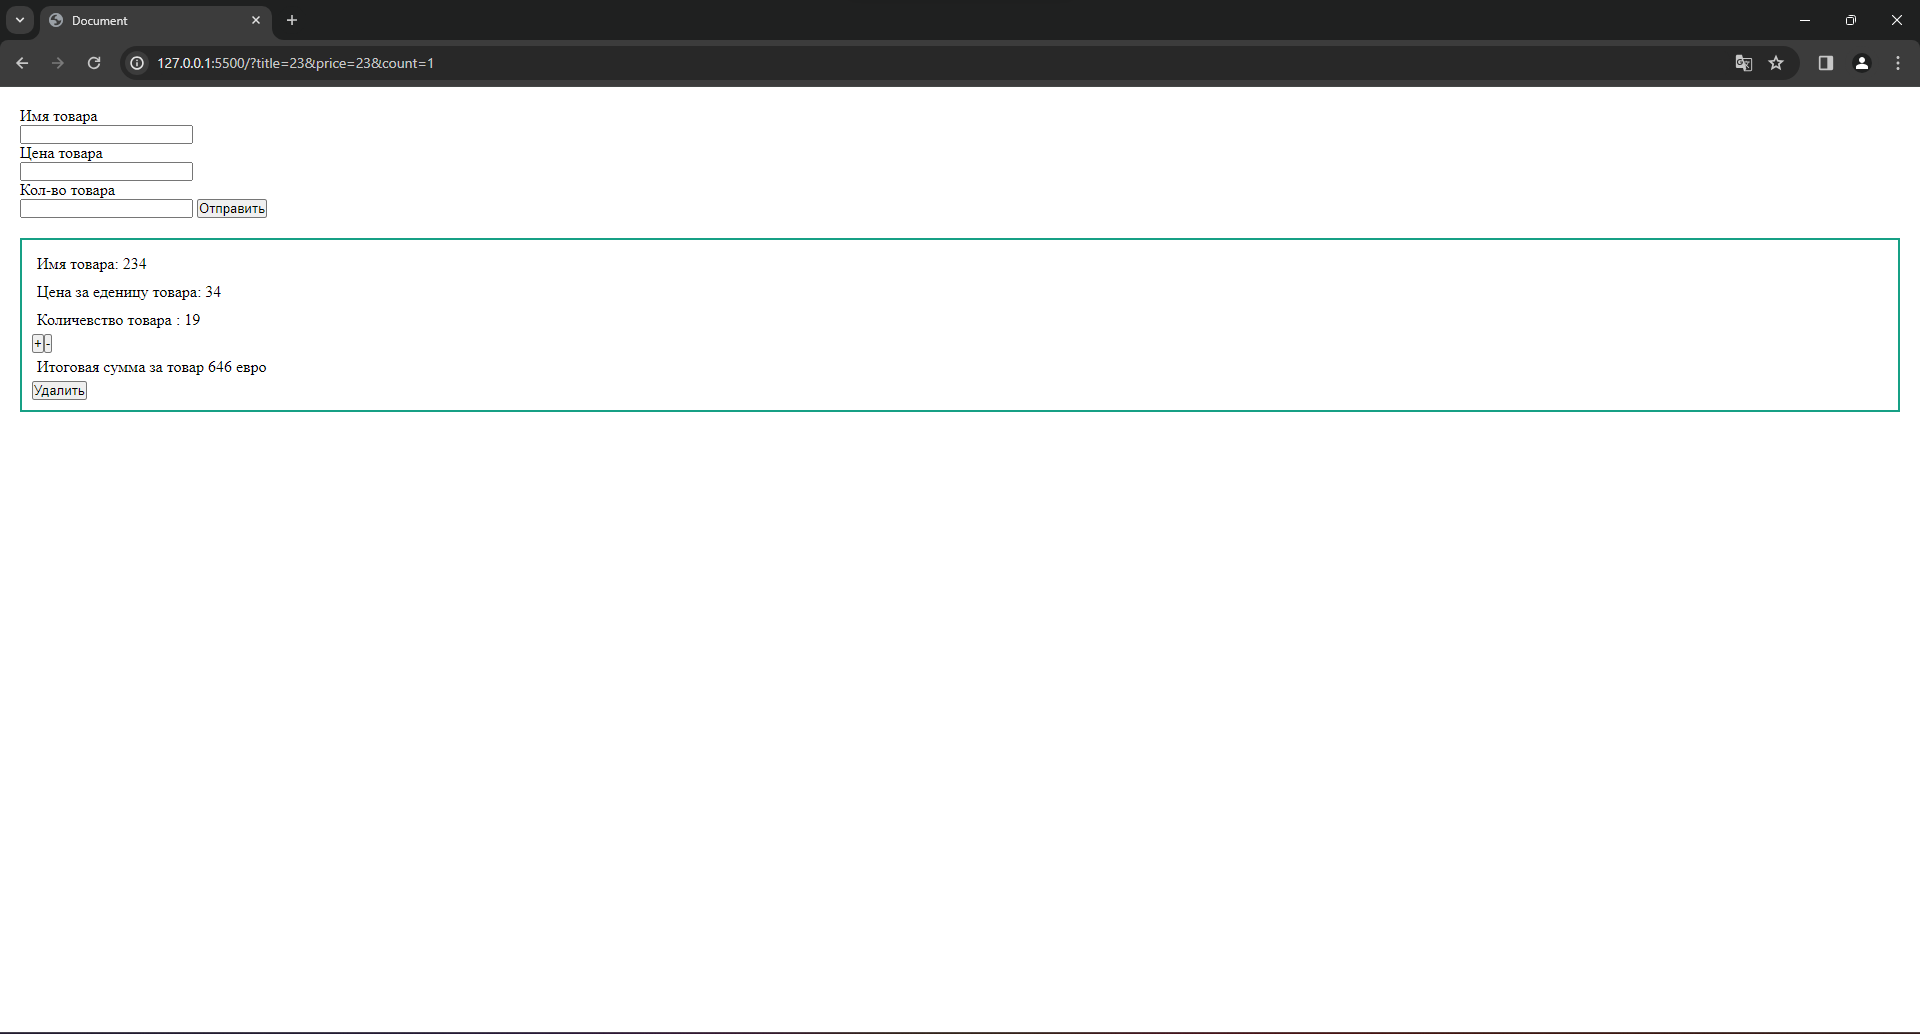 Document
127.0.0.1:5500/?title=23&price=23&count=1
Имя товара
Цена товара
Кол-во товара
Отправить
Имя товара: 234
Цена за еденицу товара: 34
Количевство товара : 19
+-
Итоговая сумма за товар 646 евро
Удалить